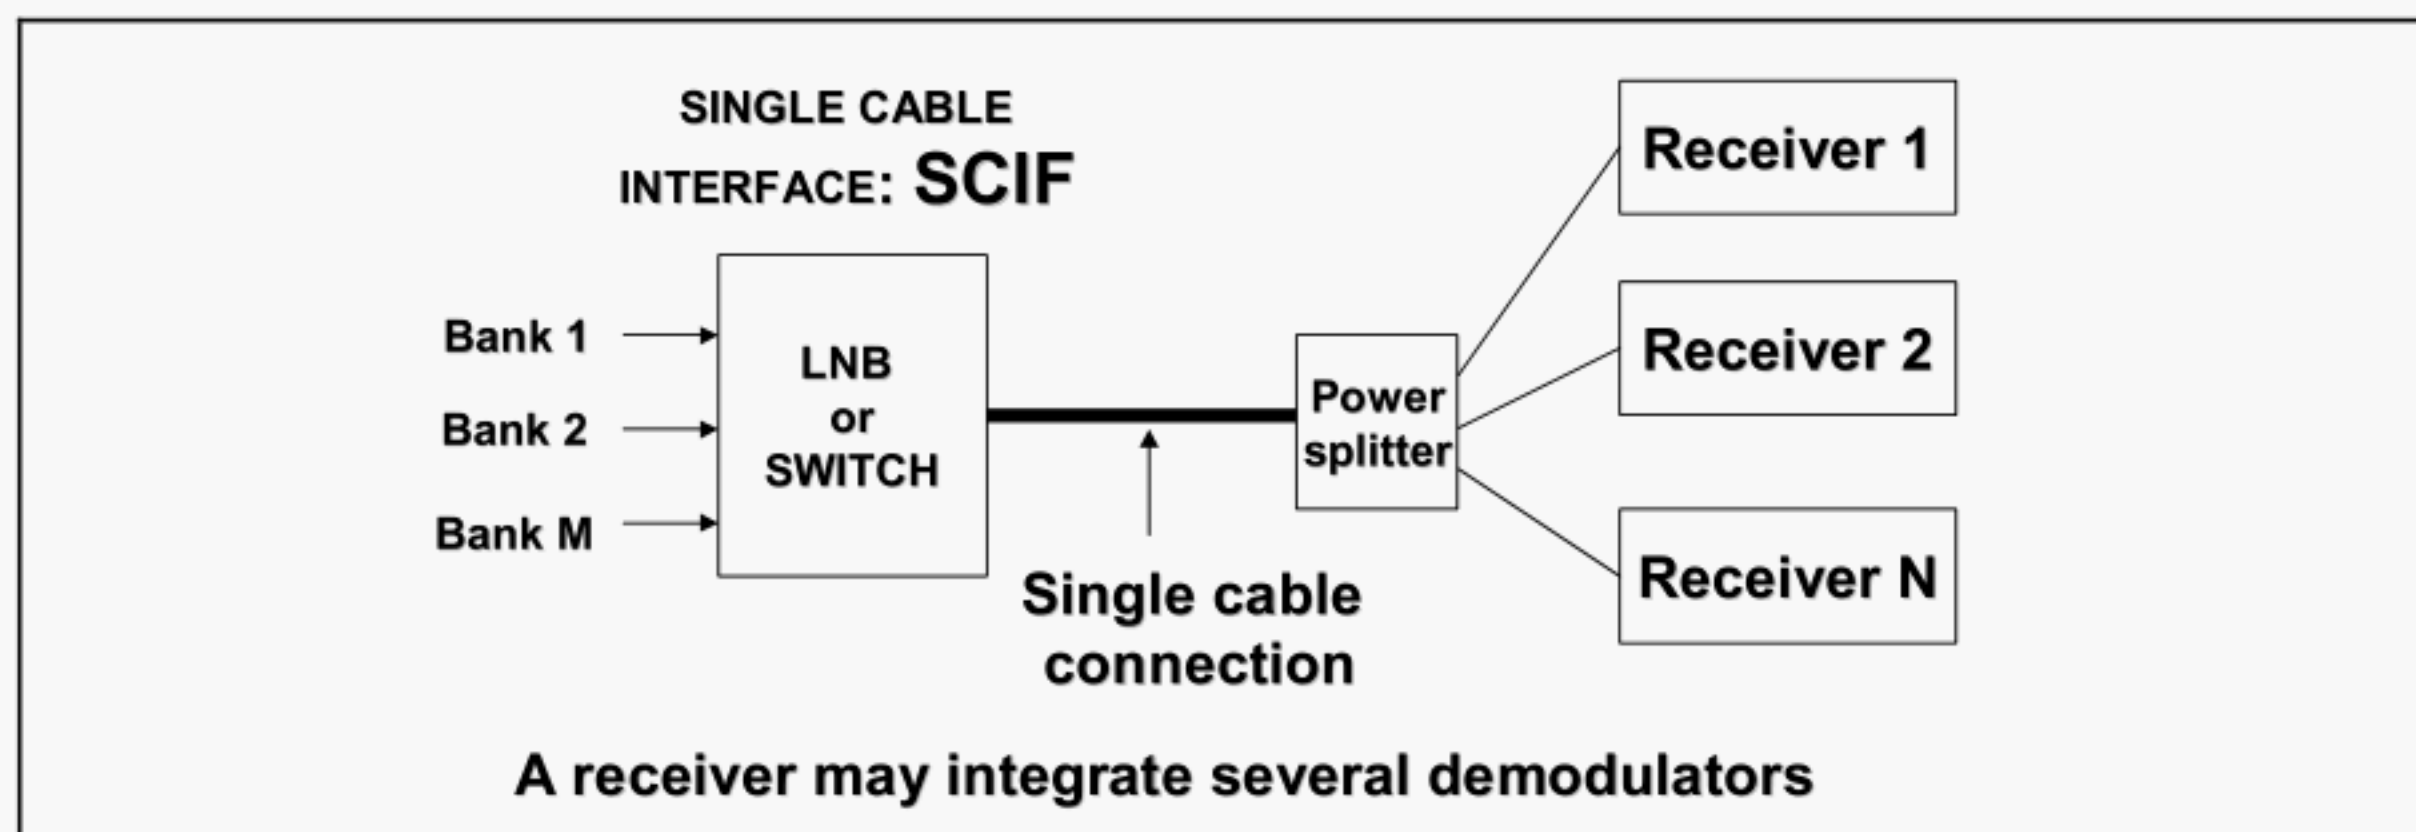 SINGLE CABLE
INTERFACE: SCIF
Bank 1
Bank 2
Bank M
LNB
or
SWITCH
Single cable
connection
Power
splitter
Receiver 1
Receiver 2
Receiver N
A receiver may integrate several demodulators